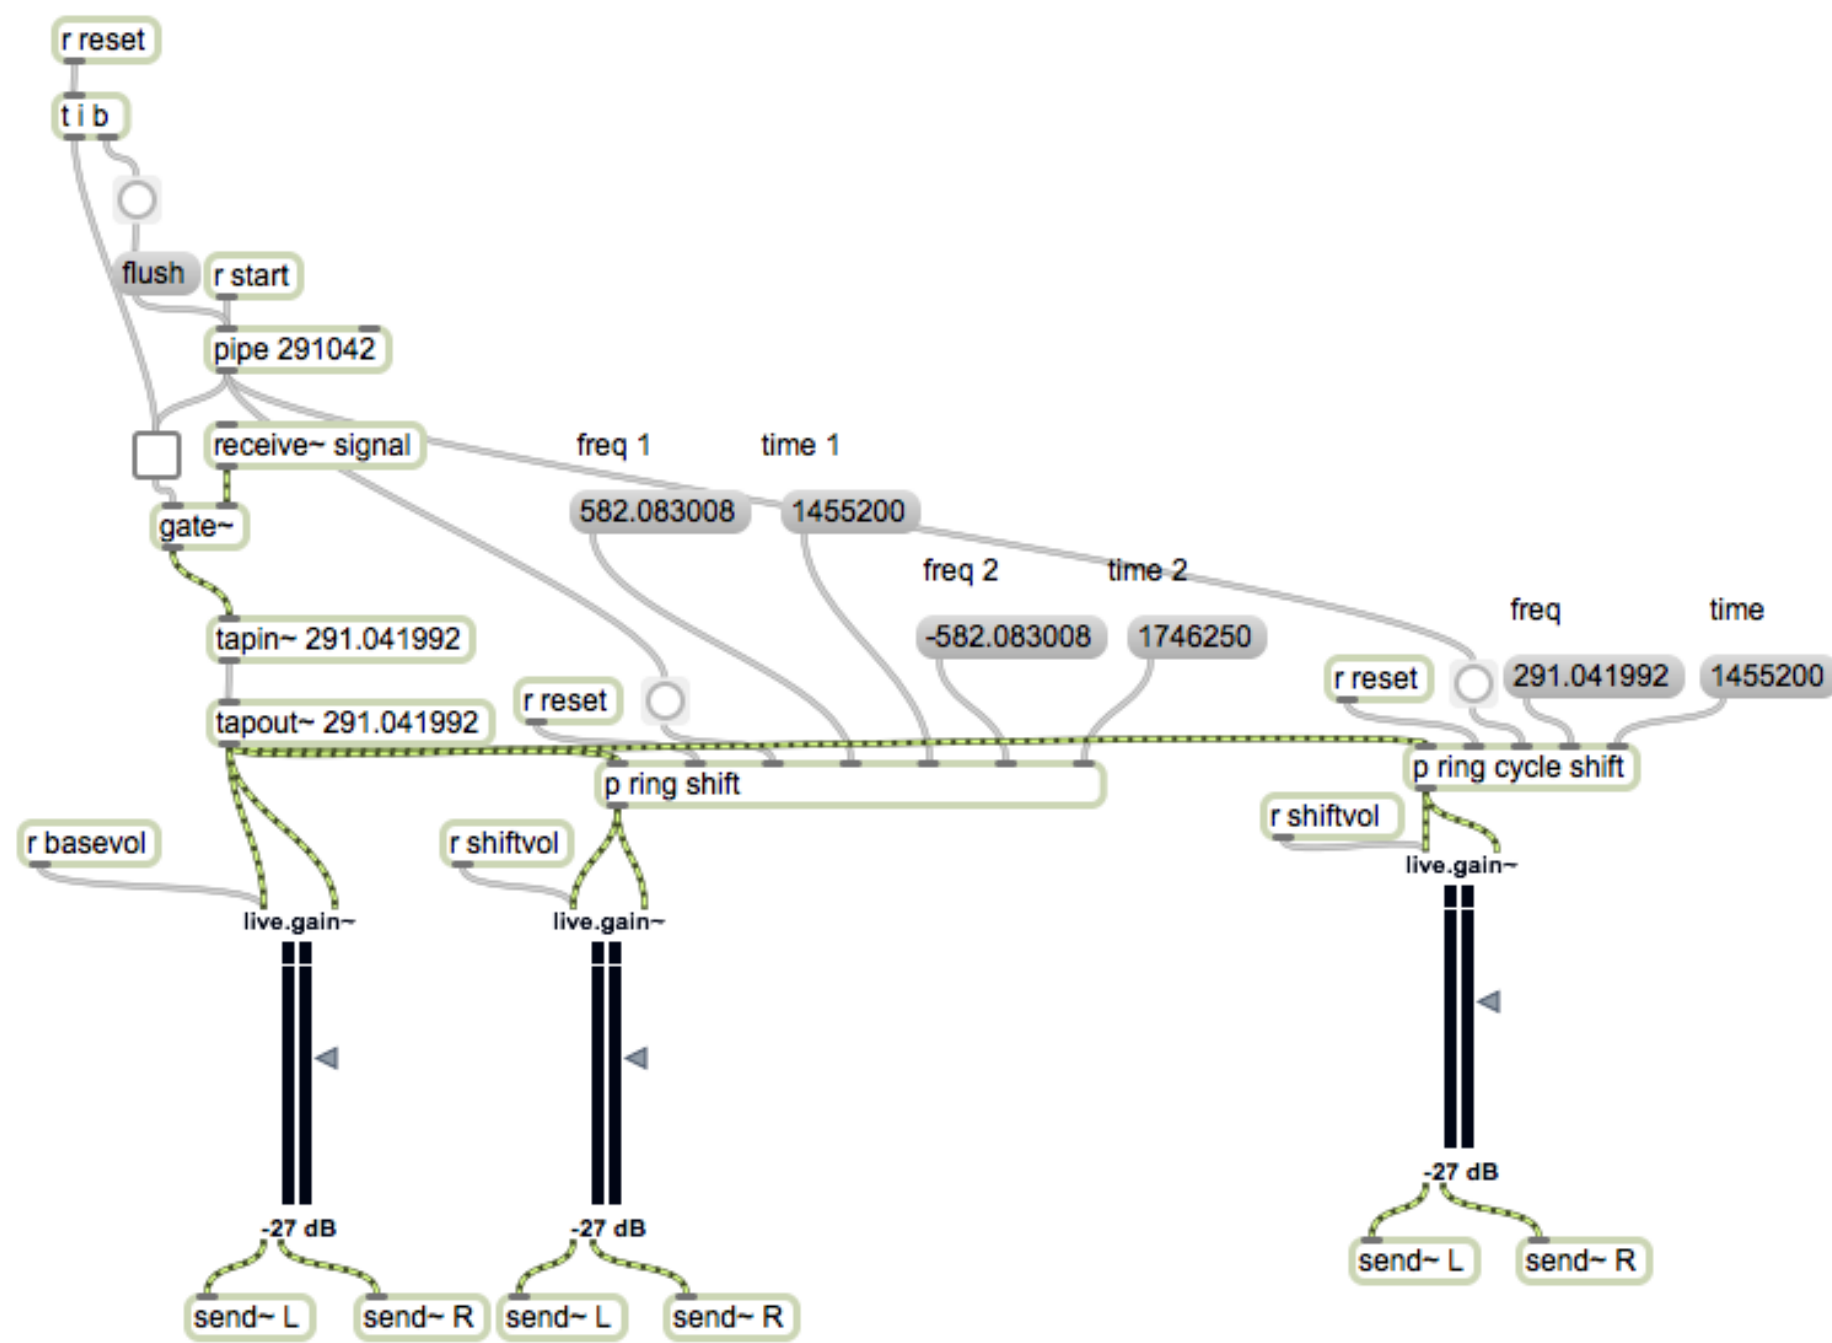 r reset
t i b
flush
r start
pipe 291042
receive~ signal
freq 1
time 1
582.083008
1455200
gate~
freq 2
time 2
-582.083008
1746250
freq
time
r reset
291.041992
1455200
tapin~ 291.041992
tapout~ 291.041992
r reset
p ring shift
p ring cycle shift
r basevol
r shiftvol
r shiftvol
live.gain~
live.gain~
live.gain~
-27 dB
-27 dB
-27 dB
send~ L
send~ R
send~ L
send~ R
send~ L
send~ R